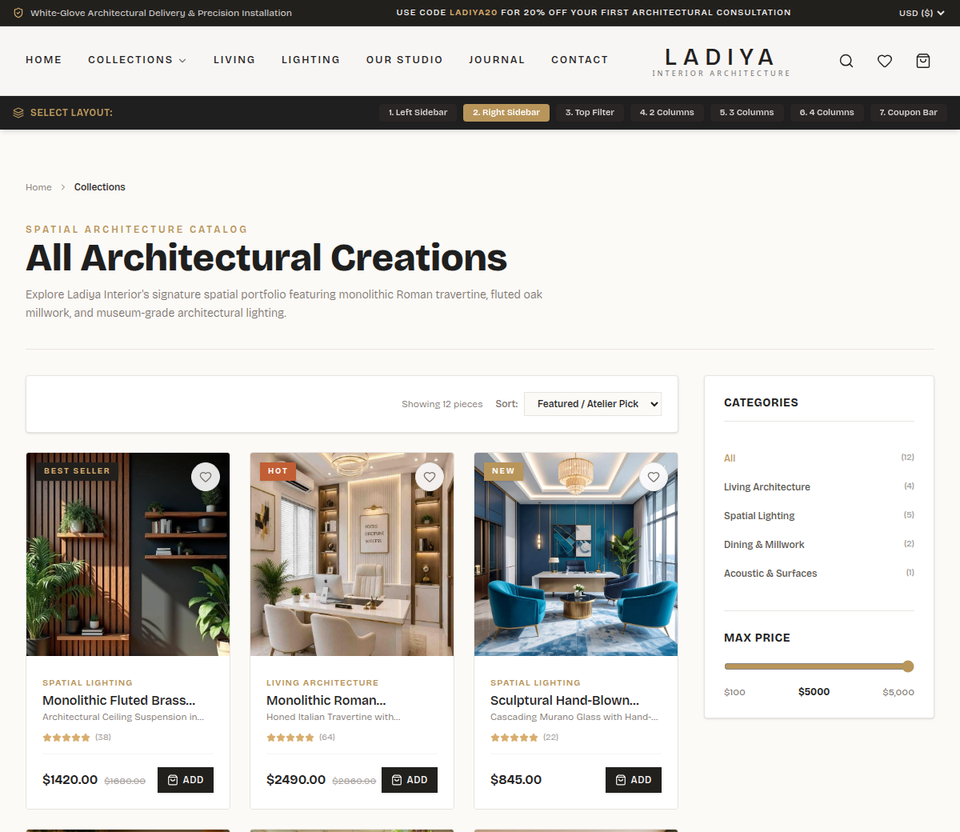 White-Glove Architectural Delivery & Precision Installation
USE CODE LADIYA20 FOR 20% OFF YOUR FIRST ARCHITECTURAL CONSULTATION
USD ($)
HOME
COLLECTIONS
LIVING
LIGHTING
OUR STUDIO
JOURNAL
CONTACT
LADIYA
INTERIOR ARCHITECTURE
SELECT LAYOUT:
1. Left Sidebar
2. Right Sidebar
3. Top Filter
4. 2 Columns
5. 3 Columns
6. 4 Columns
7. Coupon Bar
Home
Collections
SPATIAL ARCHITECTURE CATALOG
All Architectural Creations
Explore Ladiya Interior's signature spatial portfolio featuring monolithic Roman travertine, fluted oak
millwork, and museum-grade architectural lighting.
Showing 12 pieces
Sort:
Featured / Atelier Pick
BEST SELLER
SPATIAL LIGHTING
Monolithic Fluted Brass...
Architectural Ceiling Suspension in...
(38)
$1420.00 $1680.00
ADD
HOT
LIVING ARCHITECTURE
Monolithic Roman...
Honed Italian Travertine with...
(64)
$2490.00 $2860.00
ADD
NEW
SPATIAL LIGHTING
Sculptural Hand-Blown...
Cascading Murano Glass with Hand-...
(22)
$845.00
ADD
CATEGORIES
All (12)
Living Architecture (4)
Spatial Lighting (5)
Dining & Millwork (2)
Acoustic & Surfaces (1)
MAX PRICE
$100 $5000 $5,000